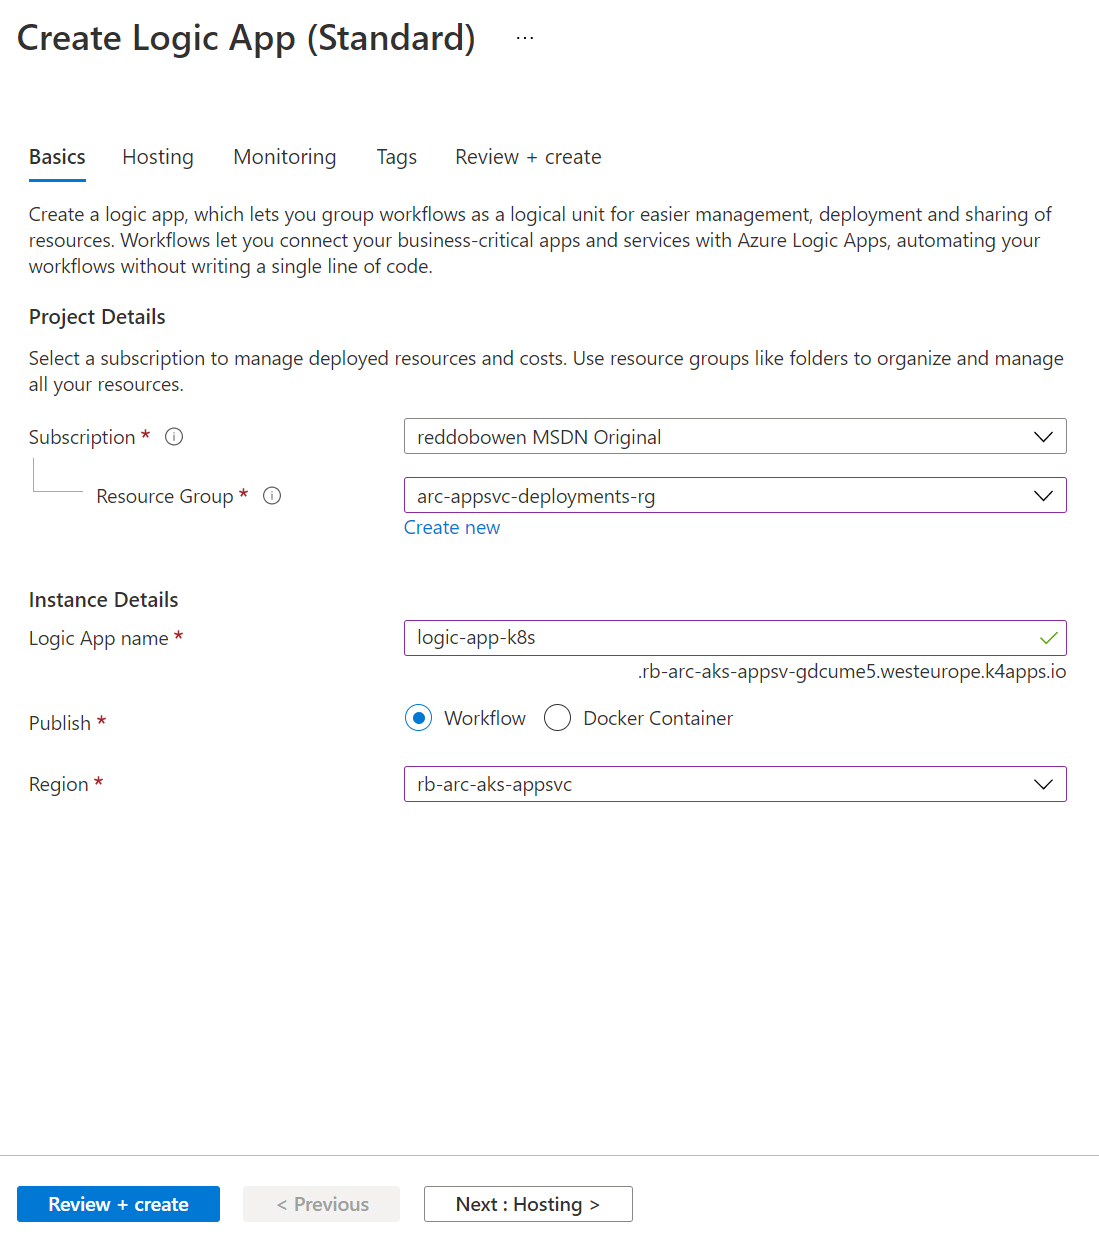 Create Logic App (Standard) ...
Basics Hosting Monitoring Tags Review + create
Create a logic app, which lets you group workflows as a logical unit for easier management, deployment and sharing of
resources. Workflows let you connect your business-critical apps and services with Azure Logic Apps, automating your
workflows without writing a single line of code.
Project Details
Select a subscription to manage deployed resources and costs. Use resource groups like folders to organize and manage
all your resources.
Subscription * reddobowen MSDN Original
Resource Group * arc-appsvc-deployments-rg
Create new
Instance Details
Logic App name * logic-app-k8s
.rb-arc-aks-appsv-gdcume5.westeurope.k4apps.io
Publish * Workflow Docker Container
Region * rb-arc-aks-appsvc
Review + create < Previous Next : Hosting >